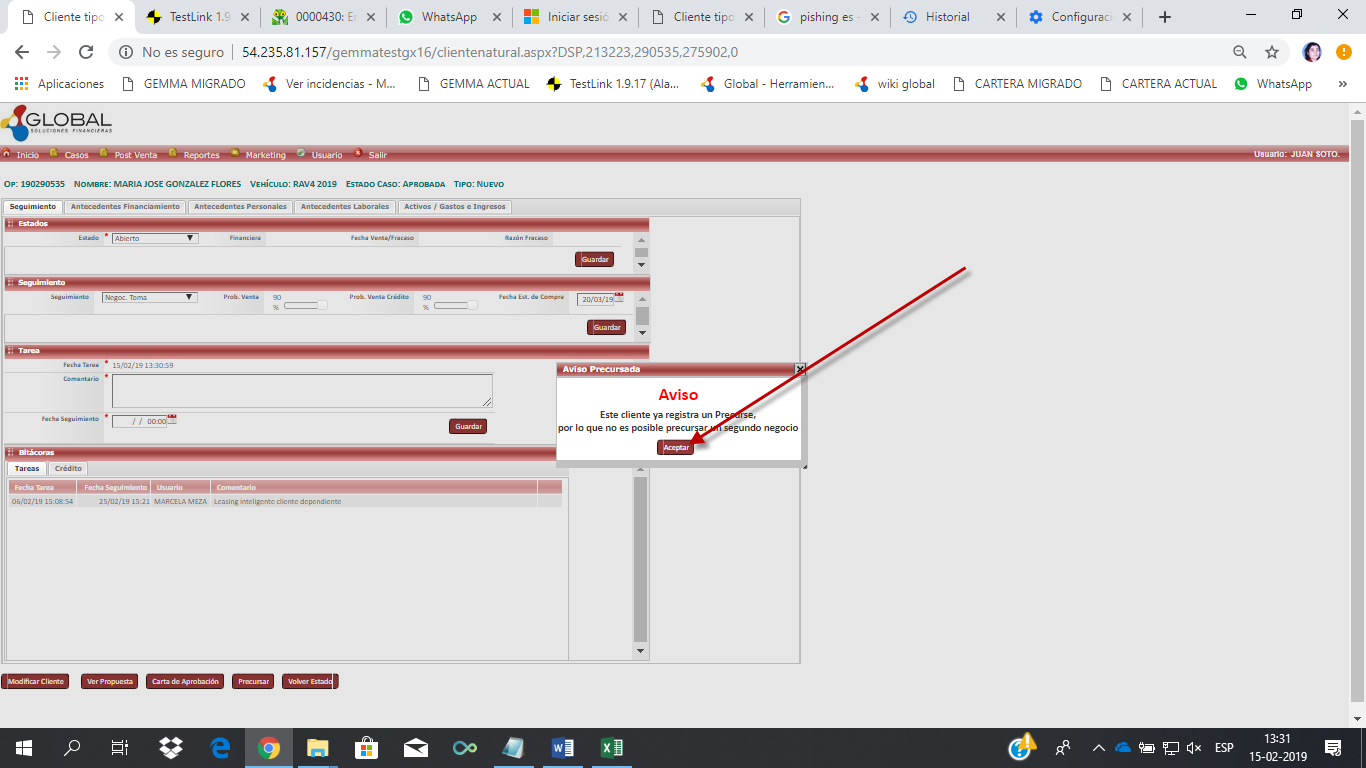 Cliente tipo
TestLink 1.9
0000430: Er
WhatsApp
Iniciar sesió
Cliente tipo
pishing es -
Historial
Configuraci
No es seguro
54.235.81.157/gemmatestgx16/clientenatural.aspx?DSP,213223,290535,275902,0
Aplicaciones
GEMMA MIGRADO
Ver incidencias - M...
GEMMA ACTUAL
TestLink 1.9.17 (Ala...
Global - Herramien...
wiki global
CARTERA MIGRADO
CARTERA ACTUAL
WhatsApp
»
GLOBAL
SOLUCIONES FINANCIERAS
Inicio
Casos
Post Venta
Reportes
Marketing
Usuario
Salir
Usuario: JUAN SOTO.
Op: 190290535 Nombre: MARIA JOSE GONZALEZ FLORES Vehículo: RAV4 2019 Estado Caso: Aprobada Tipo: Nuevo
Seguimiento
Antecedentes Financiamiento
Antecedentes Personales
Antecedentes Laborales
Activos / Gastos e Ingresos
Estados
Estado * Abierto
Financiera
Fecha Venta/Fracaso
Razón Fracaso
Guardar
Seguimiento
Seguimiento
Negoc. Toma
Prob. Venta
90
%
Prob. Venta Crédito
90
%
Fecha Est. de Compra
20/03/19
Guardar
Tarea
Fecha Tarea * 15/02/19 13:30:59
Comentario *
Fecha Seguimiento * / / 00:00
Guardar
Aviso Precursada
Aviso
Este cliente ya registra un Precurse,
por lo que no es posible precursar un segundo negocio
Aceptar
Bitácoras
Tareas
Crédito
Fecha Tarea
Fecha Seguimiento
Usuario
Comentario
06/02/19 15:08:54
25/02/19 15:21
MARCELA MEZA
Leasing inteligente cliente dependiente
Modificar Cliente
Ver Propuesta
Carta de Aprobación
Precursar
Volver Estado
ESP
13:31
15-02-2019